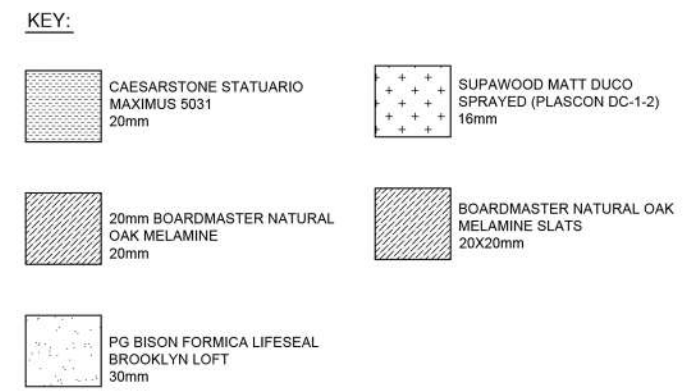 KEY:
CAESARSTONE STATUARIO
MAXIMUS 5031
20mm
SUPAWOOD MATT DUCO
SPRAYED (PLASCON DC-1-2)
16mm
20mm BOARDMASTER NATURAL
OAK MELAMINE
20mm
BOARDMASTER NATURAL OAK
MELAMINE SLATS
20X20mm
PG BISON FORMICA LIFESEAL
BROOKLYN LOFT
30mm